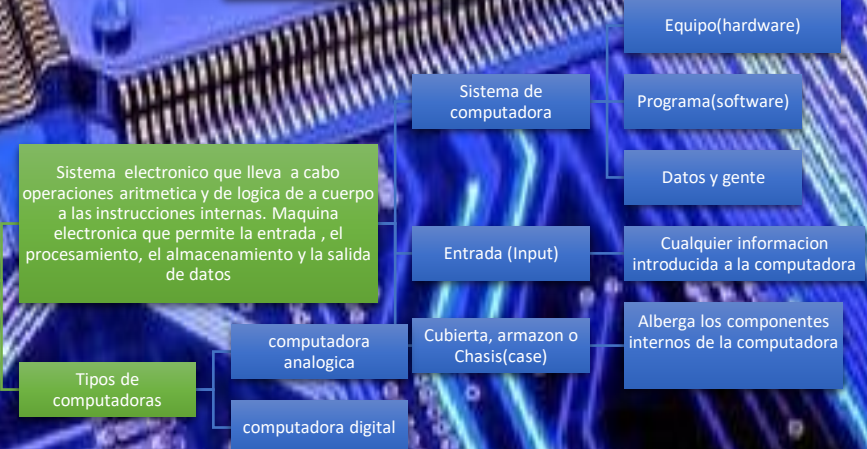 Equipo(hardware)
Sistema de
computadora
Programa(software)
Datos y gente
Sistema electronico que lleva a cabo
operaciones aritmetica y de logica de a cuerpo
a las instrucciones internas. Maquina
electronica que permite la entrada , el
procesamiento, el almacenamiento y la salida
de datos
Entrada (Input)
Cualquier informacion
introducida a la computadora
Cubierta, armazon o
Chasis(case)
Alberga los componentes
internos de la computadora
Tipos de
computadoras
computadora
analogica
computadora digital